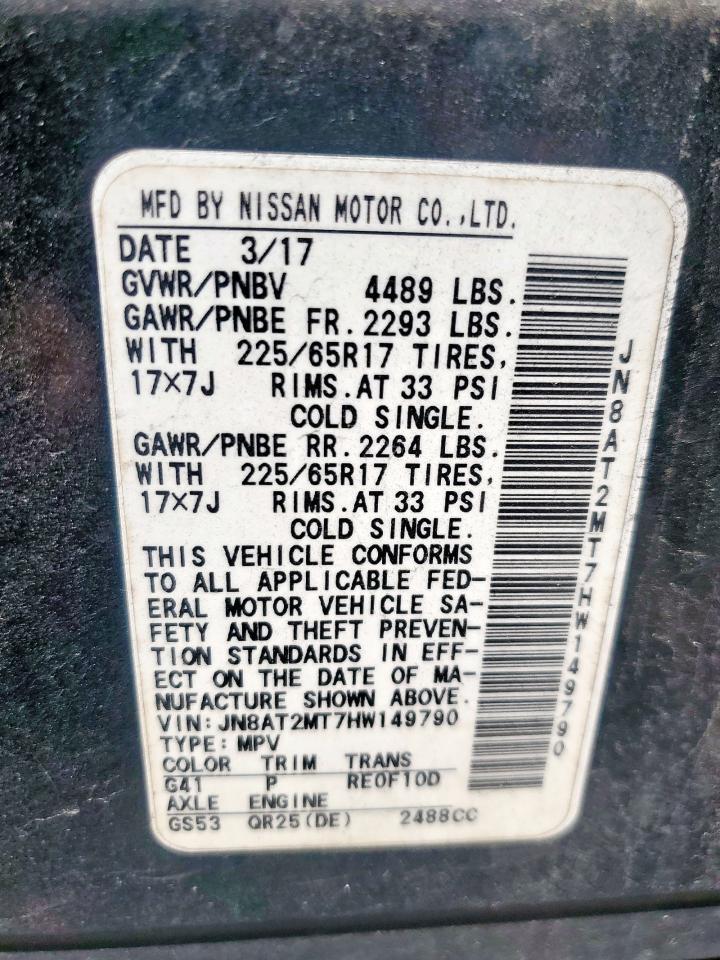 MFD BY NISSAN MOTOR CO.,LTD.
DATE 3/17
GVWR/PNBV 4489 LBS.
GAWR/PNBE FR. 2293 LBS.
WITH 225/65R17 TIRES,
17×7J RIMS. AT 33 PSI
COLD SINGLE.
GAWR/PNBE RR. 2264 LBS.
WITH 225/65R17 TIRES,
17×7J RIMS. AT 33 PSI
COLD SINGLE.
THIS VEHICLE CONFORMS
TO ALL APPLICABLE FED-
ERAL MOTOR VEHICLE SA-
FETY AND THEFT PREVEN-
TION STANDARDS IN EFF-
ECT ON THE DATE OF MA-
NUFACTURE SHOWN ABOVE.
VIN: JN8AT2MT7HW149790
TYPE: MPV
COLOR TRIM TRANS
G41 P RE0F10D
AXLE ENGINE
GS53 QR25(DE) 2488CC
JN8AT2MT7HW149790